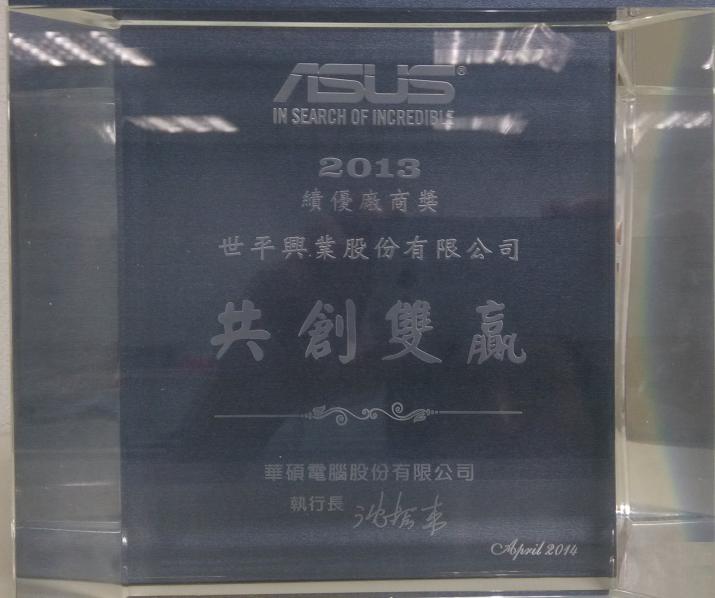 ASUS®
IN SEARCH OF INCREDIBLE
2013
績優廠商獎
世平興業股份有限公司
共創雙贏
華碩電腦股份有限公司
執行長
April 2014